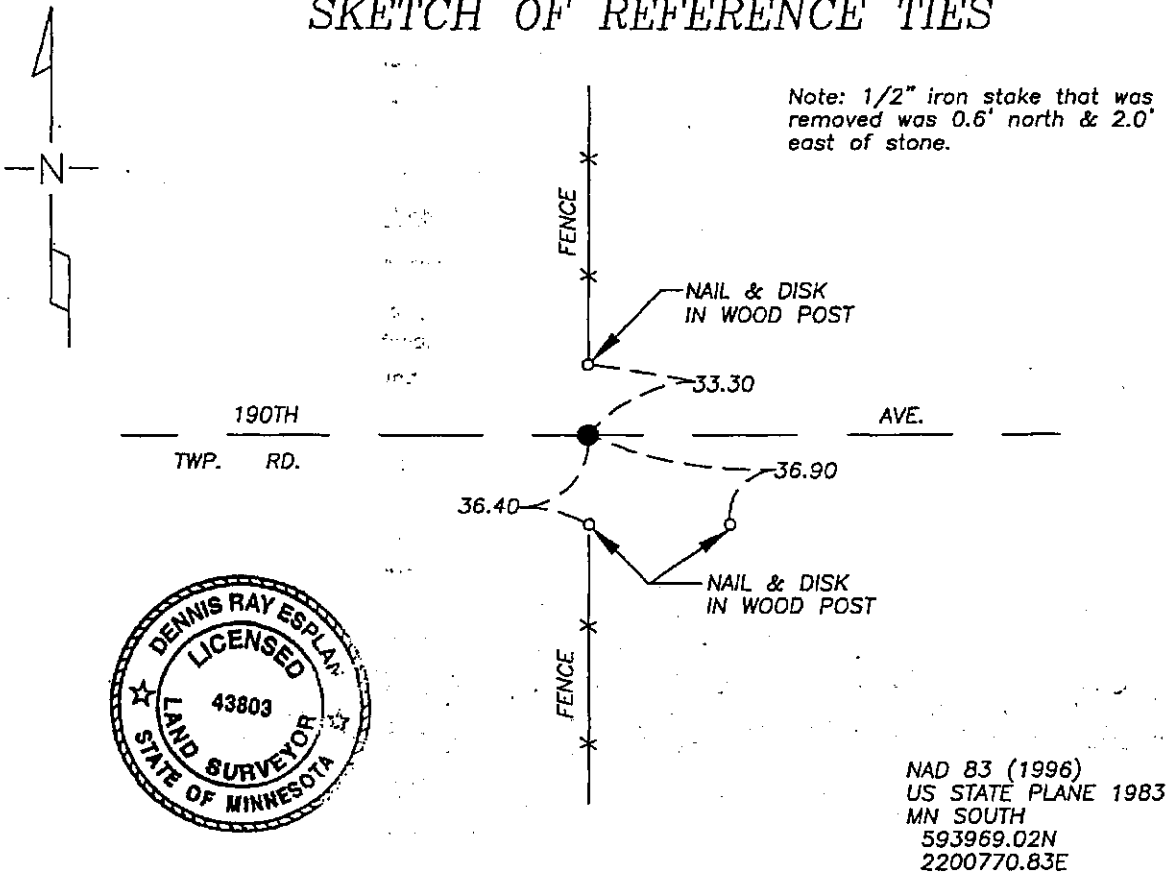 SKETCH OF REFERENCE TIES
Note: 1/2" iron stake that was
removed was 0.6' north & 2.0'
east of stone.
N
FENCE
NAIL & DISK
IN WOOD POST
33.30
190TH
AVE.
TWP. RD.
36.90
36.40
NAIL & DISK
IN WOOD POST
FENCE
DENNIS RAY ESPLAN
LICENSED
43803
LAND SURVEYOR
STATE OF MINNESOTA
NAD 83 (1996)
US STATE PLANE 1983
MN SOUTH
593969.02N
2200770.83E